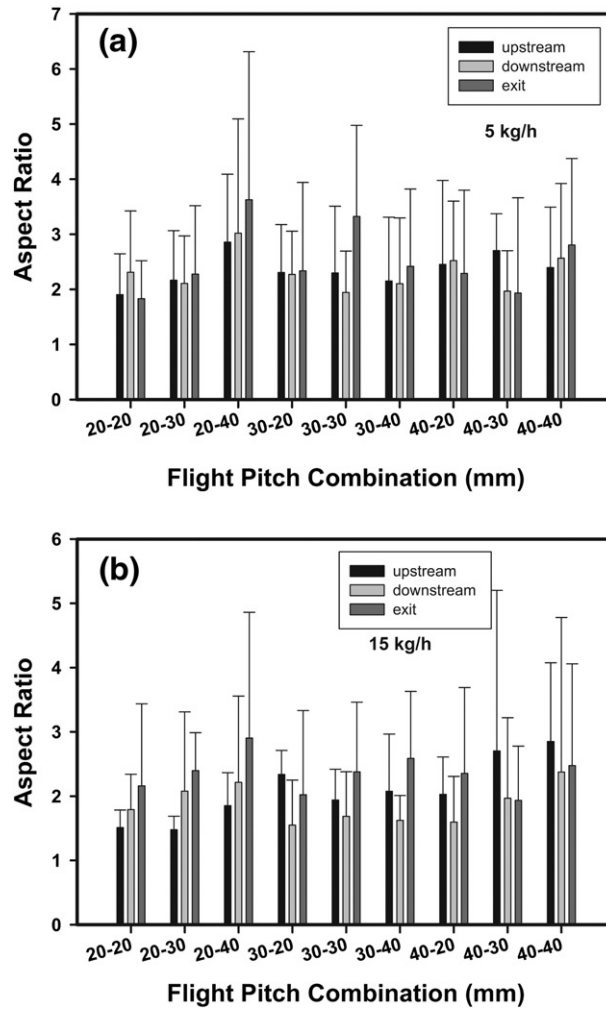 (a)
7
6
5
4
3
2
1
0
Aspect Ratio
upstream
downstream
exit
5 kg/h
20-20 20-30 20-40 30-20 30-30 30-40 40-20 40-30 40-40
Flight Pitch Combination (mm)
(b)
6
5
4
3
2
1
0
Aspect Ratio
upstream
downstream
exit
15 kg/h
20-20 20-30 20-40 30-20 30-30 30-40 40-20 40-30 40-40
Flight Pitch Combination (mm)